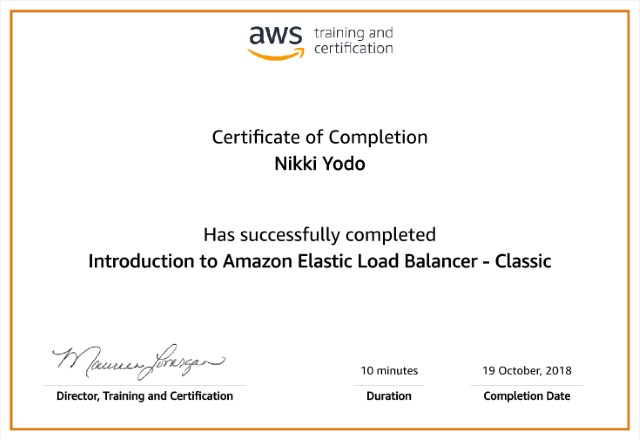 aws training and
certification
Certificate of Completion
Nikki Yodo
Has successfully completed
Introduction to Amazon Elastic Load Balancer - Classic
Maureen Lonergan
10 minutes
19 October, 2018
Director, Training and Certification
Duration
Completion Date